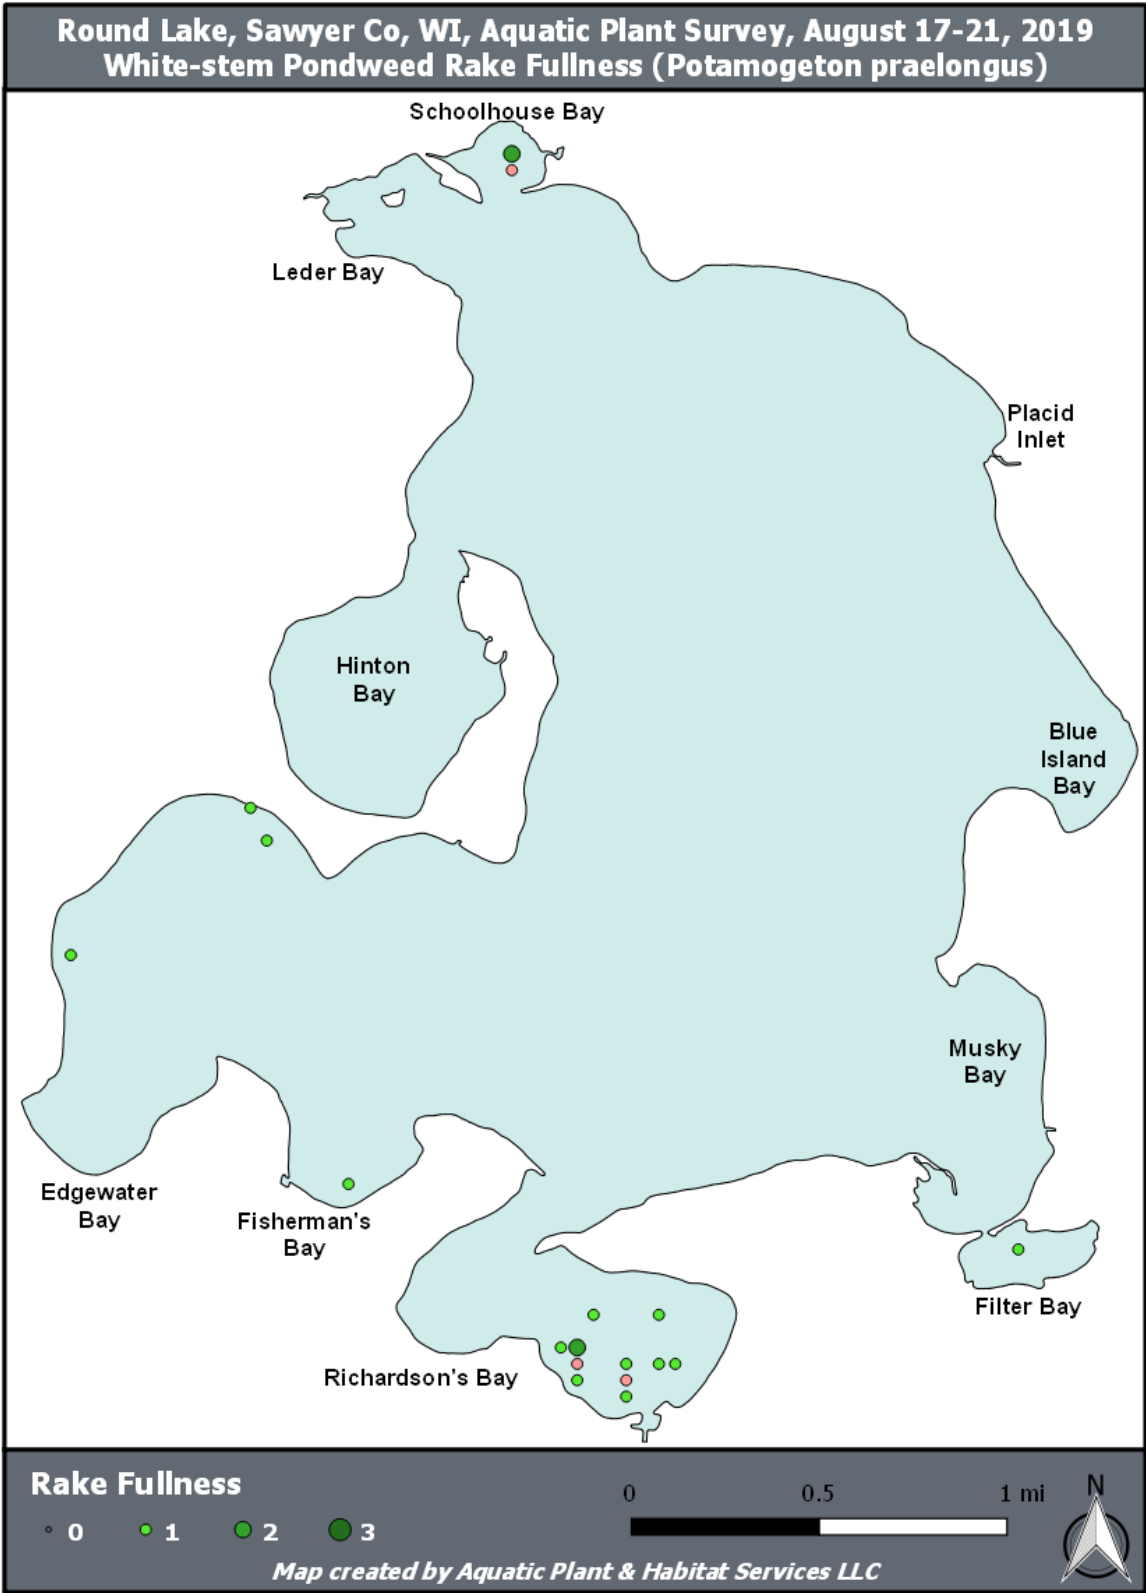 Round Lake, Sawyer Co, WI, Aquatic Plant Survey, August 17-21, 2019
White-stem Pondweed Rake Fullness (Potamogeton praelongus)
Schoolhouse Bay
Leder Bay
Placid
Inlet
Hinton
Bay
Blue
Island
Bay
Musky
Bay
Edgewater
Bay
Fisherman's
Bay
Filter Bay
Richardson's Bay
Rake Fullness
0 1 2 3
0 0.5 1 mi
N
Map created by Aquatic Plant & Habitat Services LLC